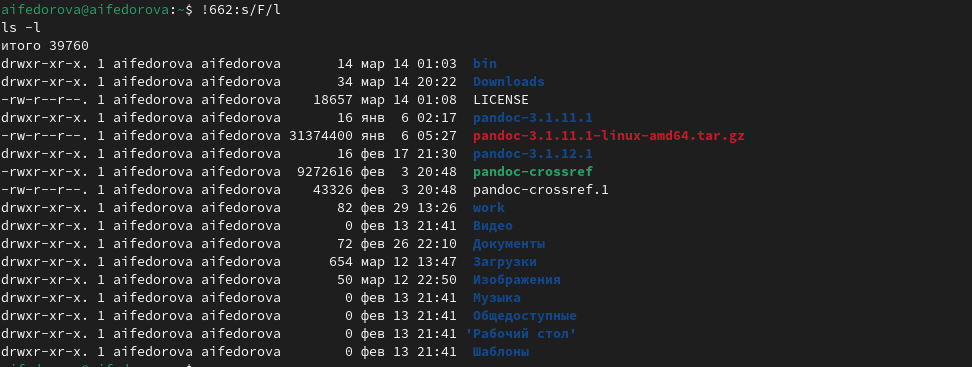 aifedorova@aifedorova:~$ !662:s/F/l
ls -l
итого 39760
drwxr-xr-x. 1 aifedorova aifedorova       14 мар 14 01:03  bin
drwxr-xr-x. 1 aifedorova aifedorova       34 мар 14 20:22  Downloads
-rw-r--r--. 1 aifedorova aifedorova    18657 мар 14 01:08  LICENSE
drwxr-xr-x. 1 aifedorova aifedorova       16 янв  6 02:17  pandoc-3.1.11.1
-rw-r--r--. 1 aifedorova aifedorova 31374400 янв  6 05:27  pandoc-3.1.11.1-linux-amd64.tar.gz
drwxr-xr-x. 1 aifedorova aifedorova       16 фев 17 21:30  pandoc-3.1.12.1
-rwxr-xr-x. 1 aifedorova aifedorova  9272616 фев  3 20:48  pandoc-crossref
-rw-r--r--. 1 aifedorova aifedorova    43326 фев  3 20:48  pandoc-crossref.1
drwxr-xr-x. 1 aifedorova aifedorova       82 фев 29 13:26  work
drwxr-xr-x. 1 aifedorova aifedorova        0 фев 13 21:41  Видео
drwxr-xr-x. 1 aifedorova aifedorova       72 фев 26 22:10  Документы
drwxr-xr-x. 1 aifedorova aifedorova      654 мар 12 13:47  Загрузки
drwxr-xr-x. 1 aifedorova aifedorova       50 мар 12 22:50  Изображения
drwxr-xr-x. 1 aifedorova aifedorova        0 фев 13 21:41  Музыка
drwxr-xr-x. 1 aifedorova aifedorova        0 фев 13 21:41  Общедоступные
drwxr-xr-x. 1 aifedorova aifedorova        0 фев 13 21:41 'Рабочий стол'
drwxr-xr-x. 1 aifedorova aifedorova        0 фев 13 21:41  Шаблоны